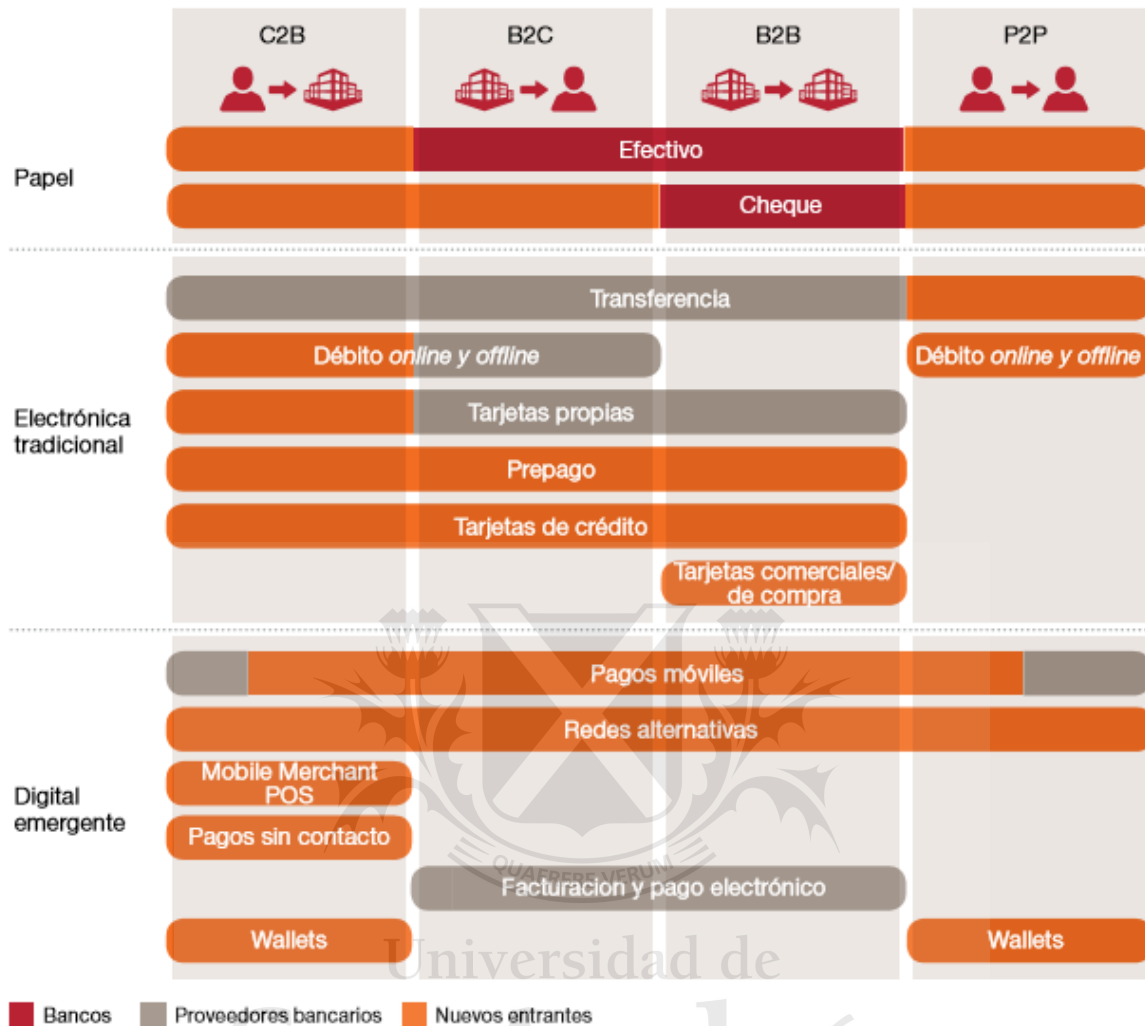 C2B
B2C
B2B
P2P
Papel
Efectivo
Cheque
Electrónica
tradicional
Transferencia
Débito online y offline
Débito online y offline
Tarjetas propias
Prepago
Tarjetas de crédito
Tarjetas comerciales/
de compra
Digital
emergente
Pagos móviles
Redes alternativas
Mobile Merchant
POS
Pagos sin contacto
QUAERERE VERUM
Facturacion y pago electrónico
Wallets
Wallets
Universidad de
Bancos
Proveedores bancarios
Nuevos entrantes